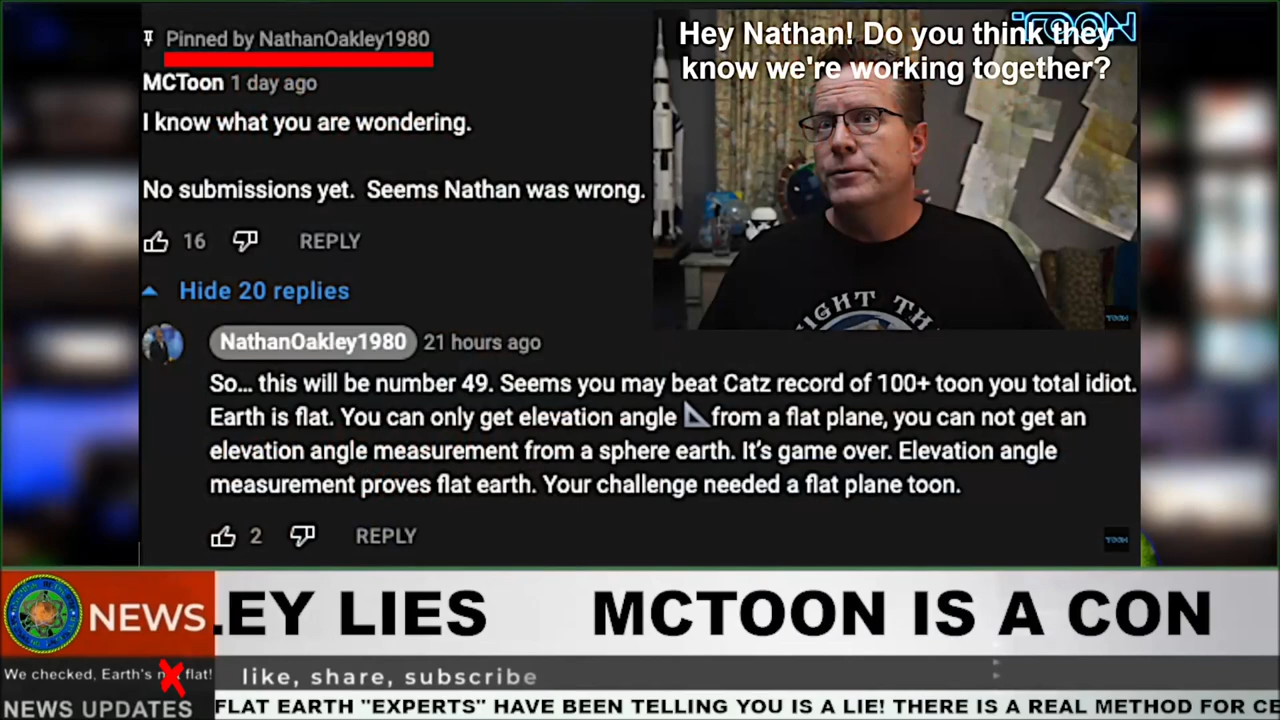 Pinned by NathanOakley1980
MCToon 1 day ago
I know what you are wondering.
No submissions yet. Seems Nathan was wrong.
16 REPLY
Hide 20 replies
NathanOakley1980 21 hours ago
So... this will be number 49. Seems you may beat Catz record of 100+ toon you total idiot.
Earth is flat. You can only get elevation angle 📐from a flat plane, you can not get an
elevation angle measurement from a sphere earth. It's game over. Elevation angle
measurement proves flat earth. Your challenge needed a flat plane toon.
2 REPLY
TOON
Hey Nathan! Do you think they
know we're working together?
IGHT TH
TOON
TOON
NEWS
.EY LIES MCTOON IS A CON
We checked, Earth's flat!
like, share, subscribe
NEWS UPDATES
FLAT EARTH "EXPERTS" HAVE BEEN TELLING YOU IS A LIE! THERE IS A REAL METHOD FOR CE